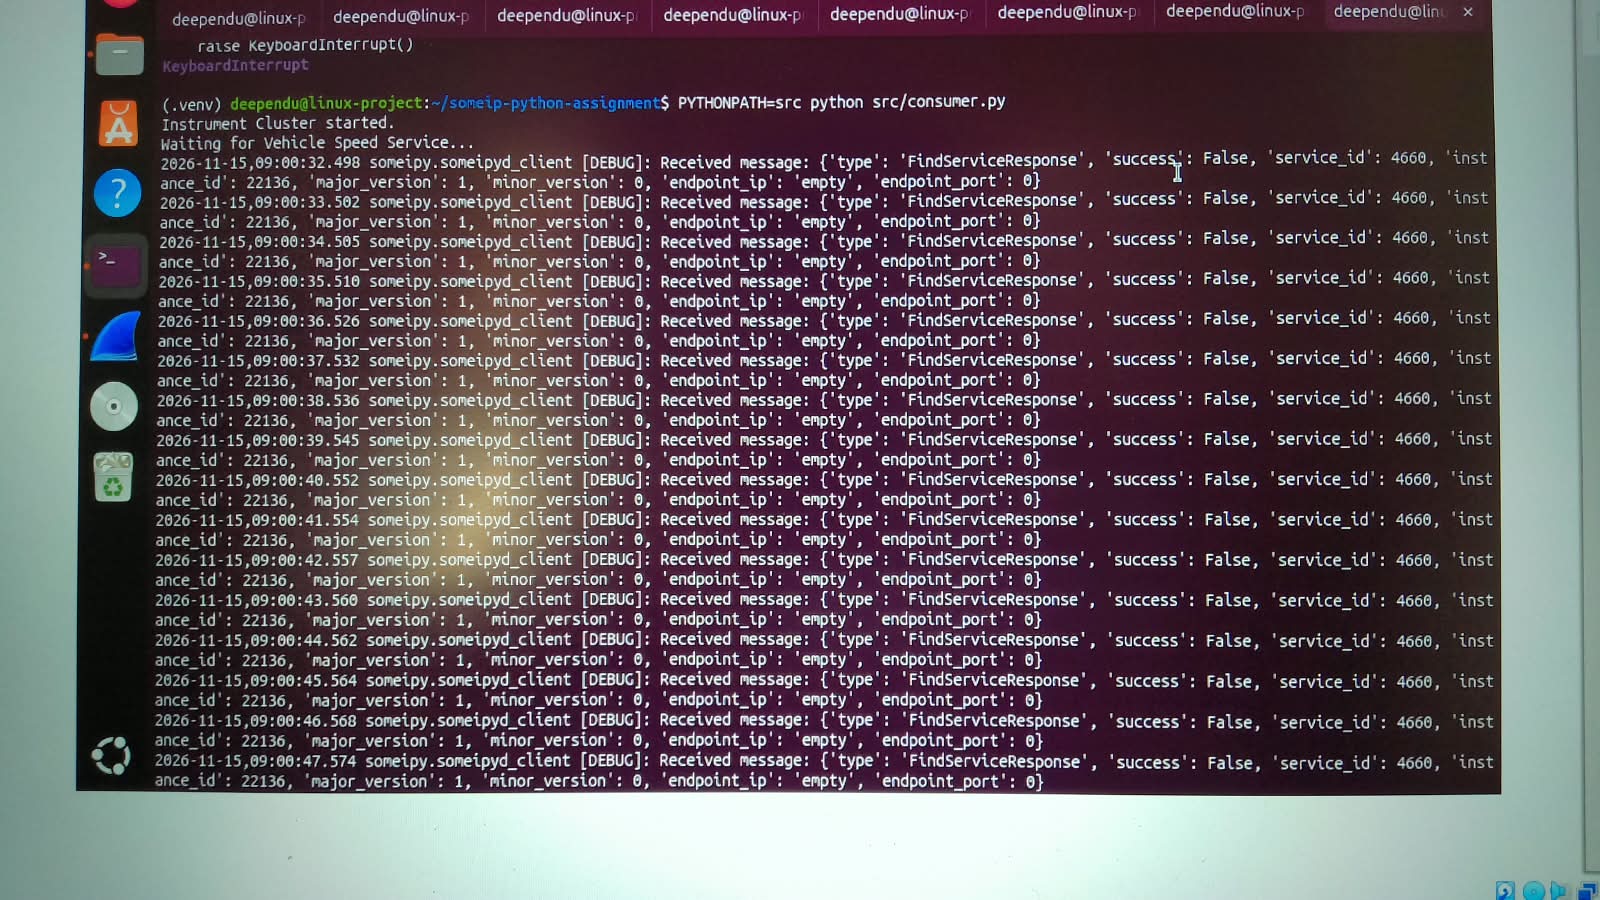 deependu@linux-p deependu@linux-p deependu@linux-p deependu@linux-p deependu@linux-p deependu@linux-p deependu@linux-p deependu@linu ×
raise KeyboardInterrupt()
KeyboardInterrupt
(.venv) deependu@linux-project:~/someip-python-assignment$ PYTHONPATH=src python src/consumer.py
Instrument Cluster started.
Waiting for Vehicle Speed Service...
2026-11-15,09:00:32.498 someipy.someipyd_client [DEBUG]: Received message: {'type': 'FindServiceResponse', 'success': False, 'service_id': 4660, 'inst
ance_id': 22136, 'major_version': 1, 'minor_version': 0, 'endpoint_ip': 'empty', 'endpoint_port': 0}
2026-11-15,09:00:33.502 someipy.someipyd_client [DEBUG]: Received message: {'type': 'FindServiceResponse', 'success': False, 'service_id': 4660, 'inst
ance_id': 22136, 'major_version': 1, 'minor_version': 0, 'endpoint_ip': 'empty', 'endpoint_port': 0}
2026-11-15,09:00:34.505 someipy.someipyd_client [DEBUG]: Received message: {'type': 'FindServiceResponse', 'success': False, 'service_id': 4660, 'inst
ance_id': 22136, 'major_version': 1, 'minor_version': 0, 'endpoint_ip': 'empty', 'endpoint_port': 0}
2026-11-15,09:00:35.510 someipy.someipyd_client [DEBUG]: Received message: {'type': 'FindServiceResponse', 'success': False, 'service_id': 4660, 'inst
ance_id': 22136, 'major_version': 1, 'minor_version': 0, 'endpoint_ip': 'empty', 'endpoint_port': 0}
2026-11-15,09:00:36.526 someipy.someipyd_client [DEBUG]: Received message: {'type': 'FindServiceResponse', 'success': False, 'service_id': 4660, 'inst
ance_id': 22136, 'major_version': 1, 'minor_version': 0, 'endpoint_ip': 'empty', 'endpoint_port': 0}
2026-11-15,09:00:37.532 someipy.someipyd_client [DEBUG]: Received message: {'type': 'FindServiceResponse', 'success': False, 'service_id': 4660, 'inst
ance_id': 22136, 'major_version': 1, 'minor_version': 0, 'endpoint_ip': 'empty', 'endpoint_port': 0}
2026-11-15,09:00:38.536 someipy.someipyd_client [DEBUG]: Received message: {'type': 'FindServiceResponse', 'success': False, 'service_id': 4660, 'inst
ance_id': 22136, 'major_version': 1, 'minor_version': 0, 'endpoint_ip': 'empty', 'endpoint_port': 0}
2026-11-15,09:00:39.545 someipy.someipyd_client [DEBUG]: Received message: {'type': 'FindServiceResponse', 'success': False, 'service_id': 4660, 'inst
ance_id': 22136, 'major_version': 1, 'minor_version': 0, 'endpoint_ip': 'empty', 'endpoint_port': 0}
2026-11-15,09:00:40.552 someipy.someipyd_client [DEBUG]: Received message: {'type': 'FindServiceResponse', 'success': False, 'service_id': 4660, 'inst
ance_id': 22136, 'major_version': 1, 'minor_version': 0, 'endpoint_ip': 'empty', 'endpoint_port': 0}
2026-11-15,09:00:41.554 someipy.someipyd_client [DEBUG]: Received message: {'type': 'FindServiceResponse', 'success': False, 'service_id': 4660, 'inst
ance_id': 22136, 'major_version': 1, 'minor_version': 0, 'endpoint_ip': 'empty', 'endpoint_port': 0}
2026-11-15,09:00:42.557 someipy.someipyd_client [DEBUG]: Received message: {'type': 'FindServiceResponse', 'success': False, 'service_id': 4660, 'inst
ance_id': 22136, 'major_version': 1, 'minor_version': 0, 'endpoint_ip': 'empty', 'endpoint_port': 0}
2026-11-15,09:00:43.560 someipy.someipyd_client [DEBUG]: Received message: {'type': 'FindServiceResponse', 'success': False, 'service_id': 4660, 'inst
ance_id': 22136, 'major_version': 1, 'minor_version': 0, 'endpoint_ip': 'empty', 'endpoint_port': 0}
2026-11-15,09:00:44.562 someipy.someipyd_client [DEBUG]: Received message: {'type': 'FindServiceResponse', 'success': False, 'service_id': 4660, 'inst
ance_id': 22136, 'major_version': 1, 'minor_version': 0, 'endpoint_ip': 'empty', 'endpoint_port': 0}
2026-11-15,09:00:45.564 someipy.someipyd_client [DEBUG]: Received message: {'type': 'FindServiceResponse', 'success': False, 'service_id': 4660, 'inst
ance_id': 22136, 'major_version': 1, 'minor_version': 0, 'endpoint_ip': 'empty', 'endpoint_port': 0}
2026-11-15,09:00:46.568 someipy.someipyd_client [DEBUG]: Received message: {'type': 'FindServiceResponse', 'success': False, 'service_id': 4660, 'inst
ance_id': 22136, 'major_version': 1, 'minor_version': 0, 'endpoint_ip': 'empty', 'endpoint_port': 0}
2026-11-15,09:00:47.574 someipy.someipyd_client [DEBUG]: Received message: {'type': 'FindServiceResponse', 'success': False, 'service_id': 4660, 'inst
ance_id': 22136, 'major_version': 1, 'minor_version': 0, 'endpoint_ip': 'empty', 'endpoint_port': 0}